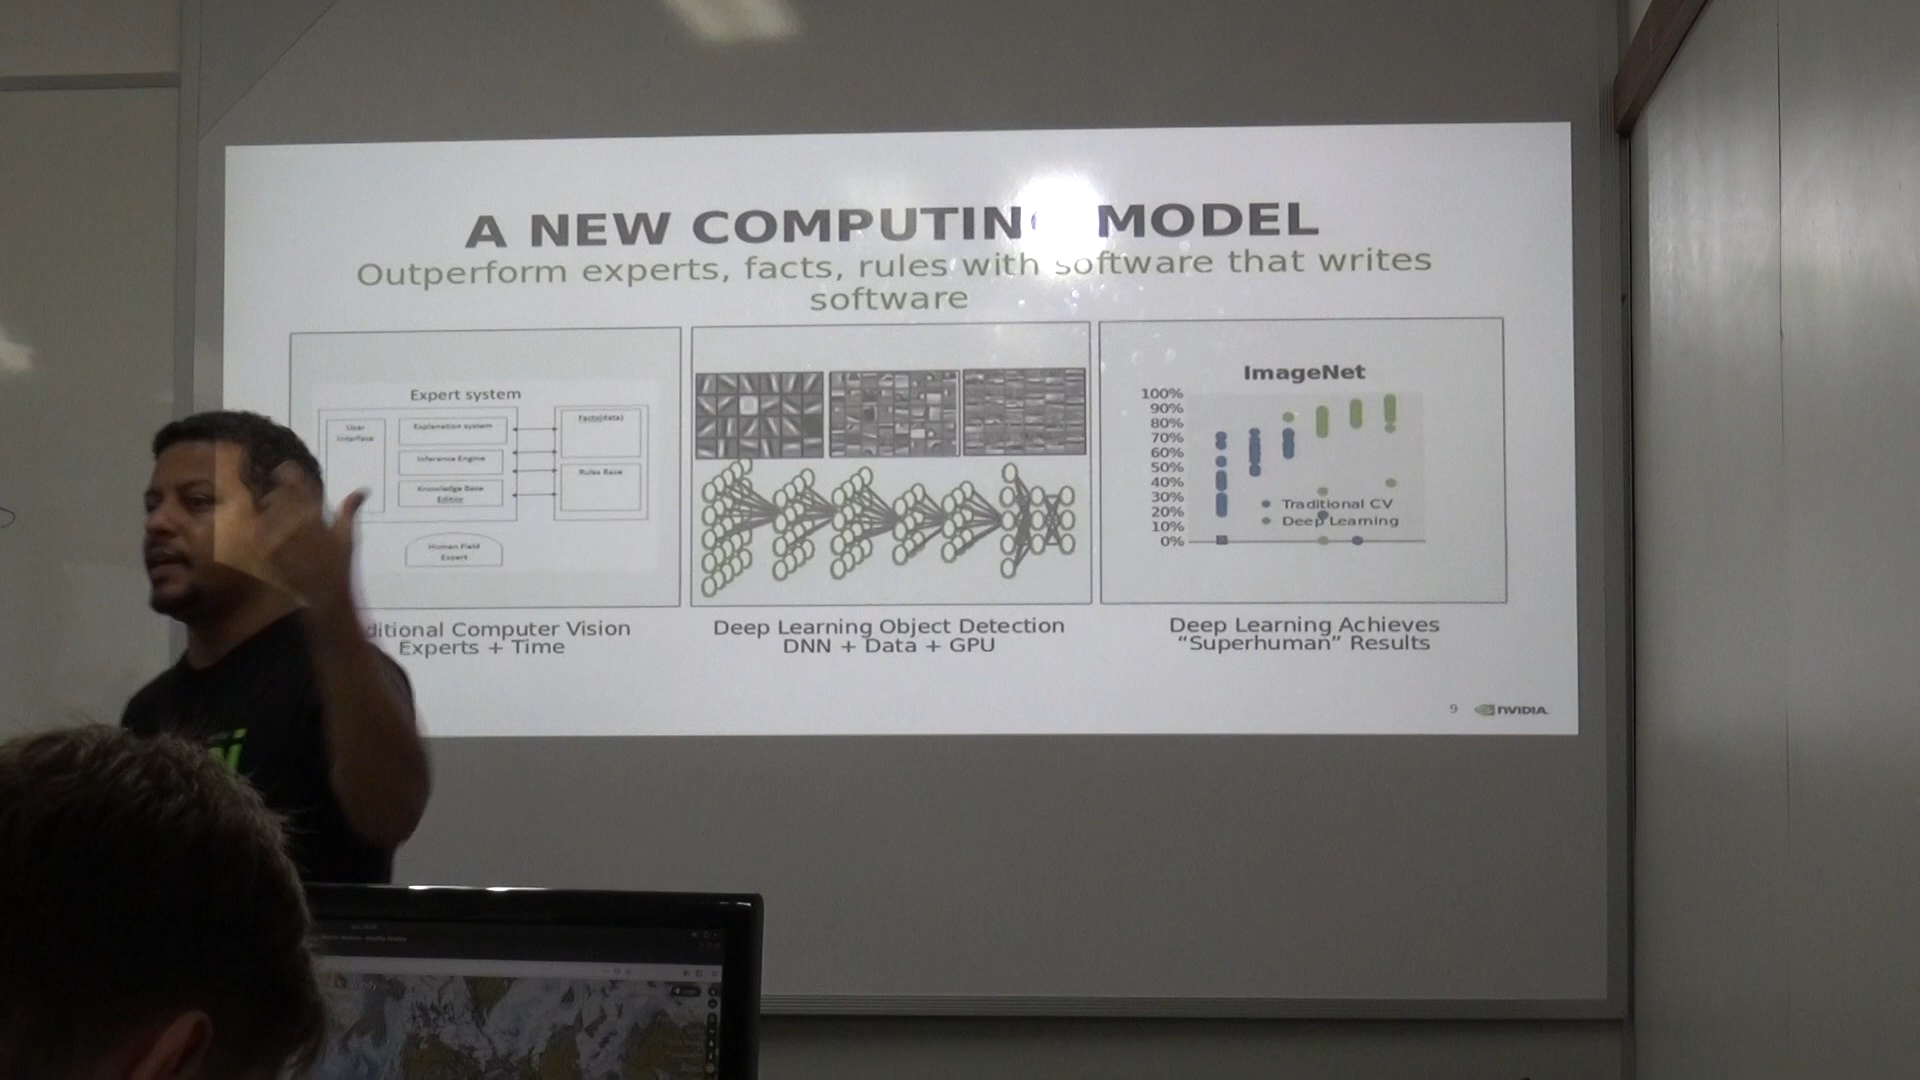 A NEW COMPUTIN MODEL
Outperform experts, facts, rules with software that writes
software
Expert system
User
Interface
Explanation system
Inference Engine
Knowledge Base
Editor
Facts(data)
Rules Base
Human Field
Expert
ditional Computer Vision
Experts + Time
Deep Learning Object Detection
DNN + Data + GPU
ImageNet
100%
90%
80%
70%
60%
50%
40%
30%
20%
10%
0%
Traditional CV
Deep Learning
Deep Learning Achieves
“Superhuman” Results
9 NVIDIA